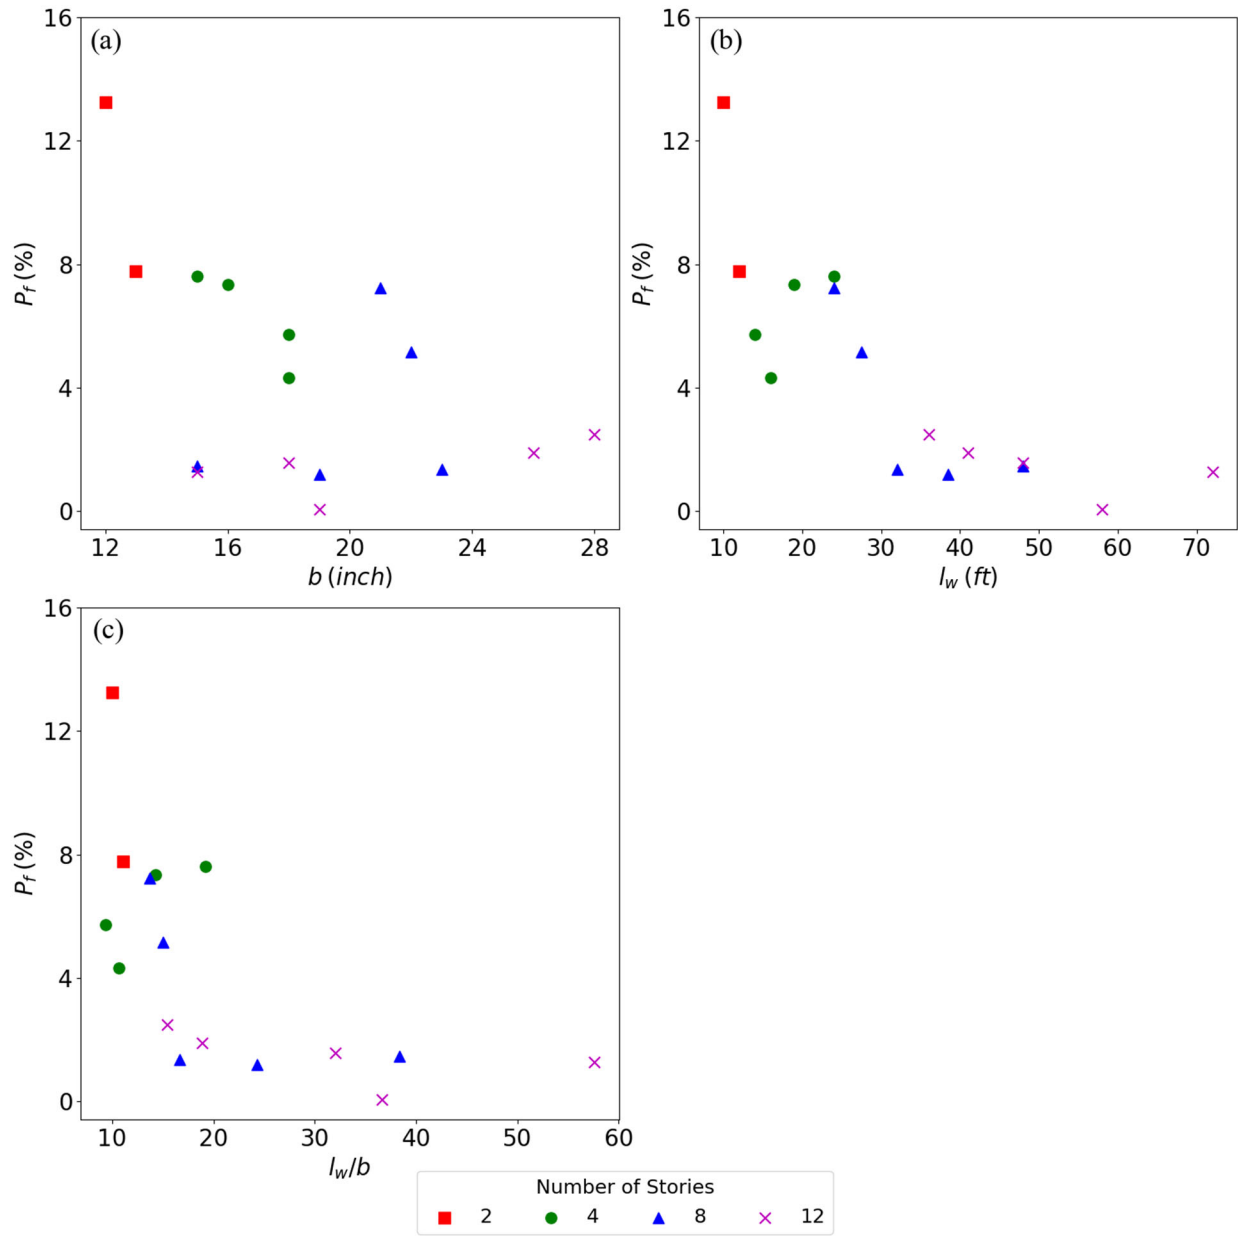 (a)
16
12
8
4
0
P_f (%)
12 16 20 24 28
b (inch)
(b)
16
12
8
4
0
P_f (%)
10 20 30 40 50 60 70
l_w (ft)
(c)
16
12
8
4
0
P_f (%)
10 20 30 40 50 60
l_w/b
Number of Stories
2 4 8 12